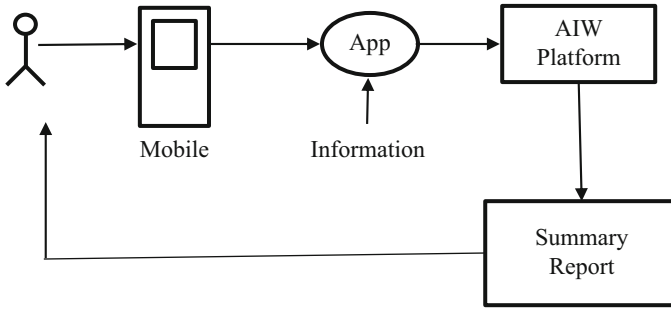 App
AIW
Platform
Mobile
Information
Summary
Report